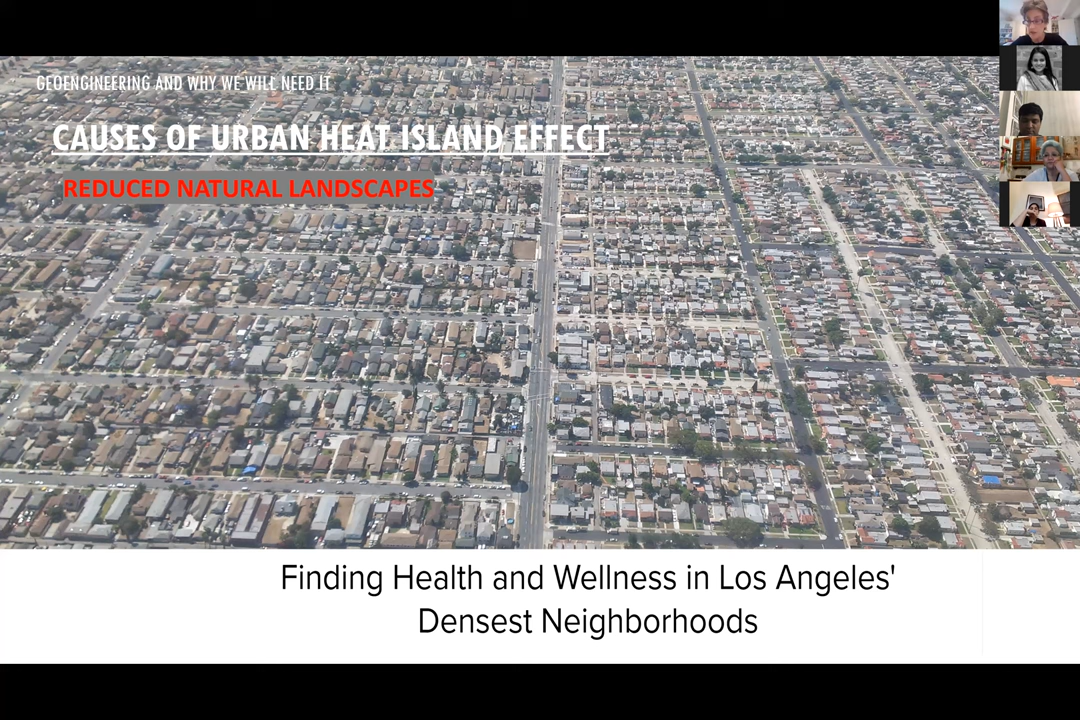 GEOENGINEERING AND WHY WE WILL NEED IT
CAUSES OF URBAN HEAT ISLAND EFFECT
REDUCED NATURAL LANDSCAPES
Finding Health and Wellness in Los Angeles'
Densest Neighborhoods